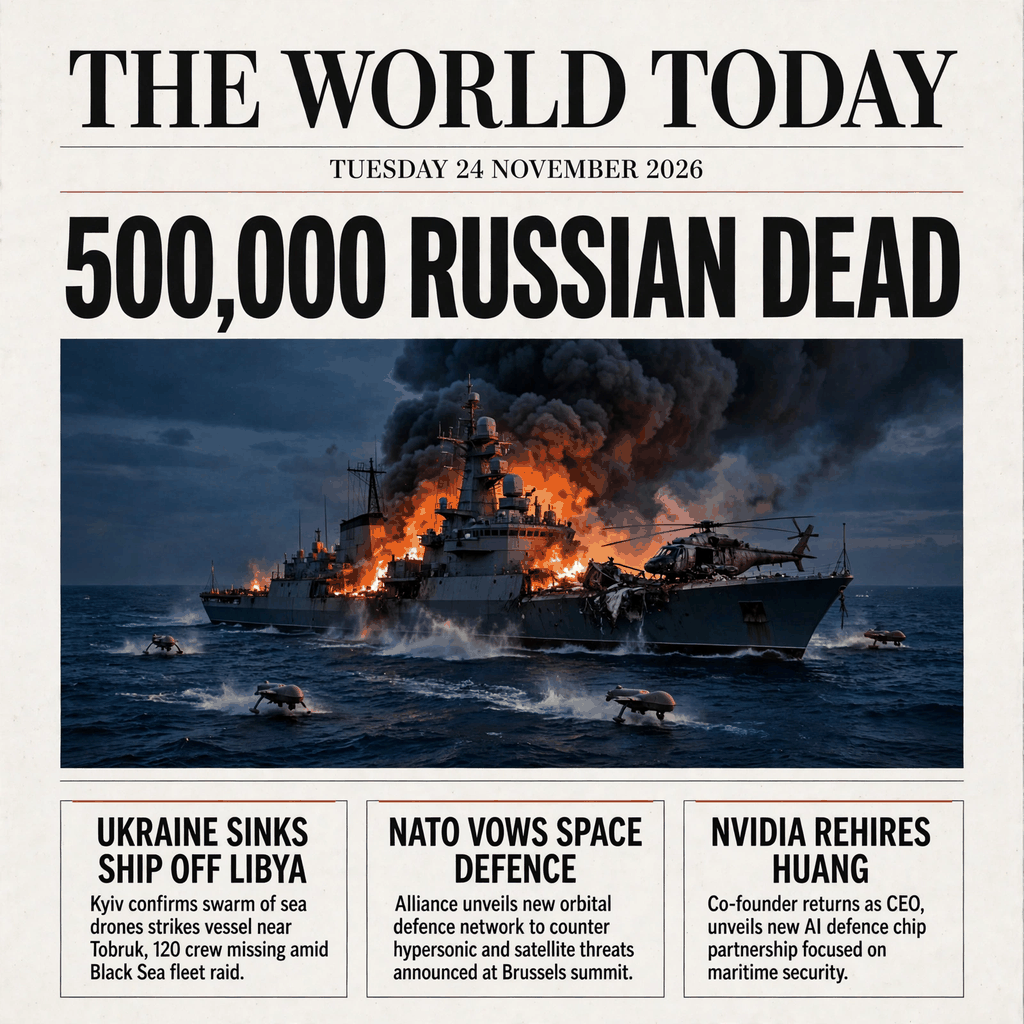 THE WORLD TODAY
TUESDAY 24 NOVEMBER 2026
500,000 RUSSIAN DEAD
UKRAINE SINKS
SHIP OFF LIBYA
Kyiv confirms swarm of sea
drones strikes vessel near
Tobruk, 120 crew missing amid
Black Sea fleet raid.
NATO VOWS SPACE
DEFENCE
Alliance unveils new orbital
defence network to counter
hypersonic and satellite threats
announced at Brussels summit.
NVIDIA REHIRES
HUANG
Co-founder returns as CEO,
unveils new AI defence chip
partnership focused on
maritime security.